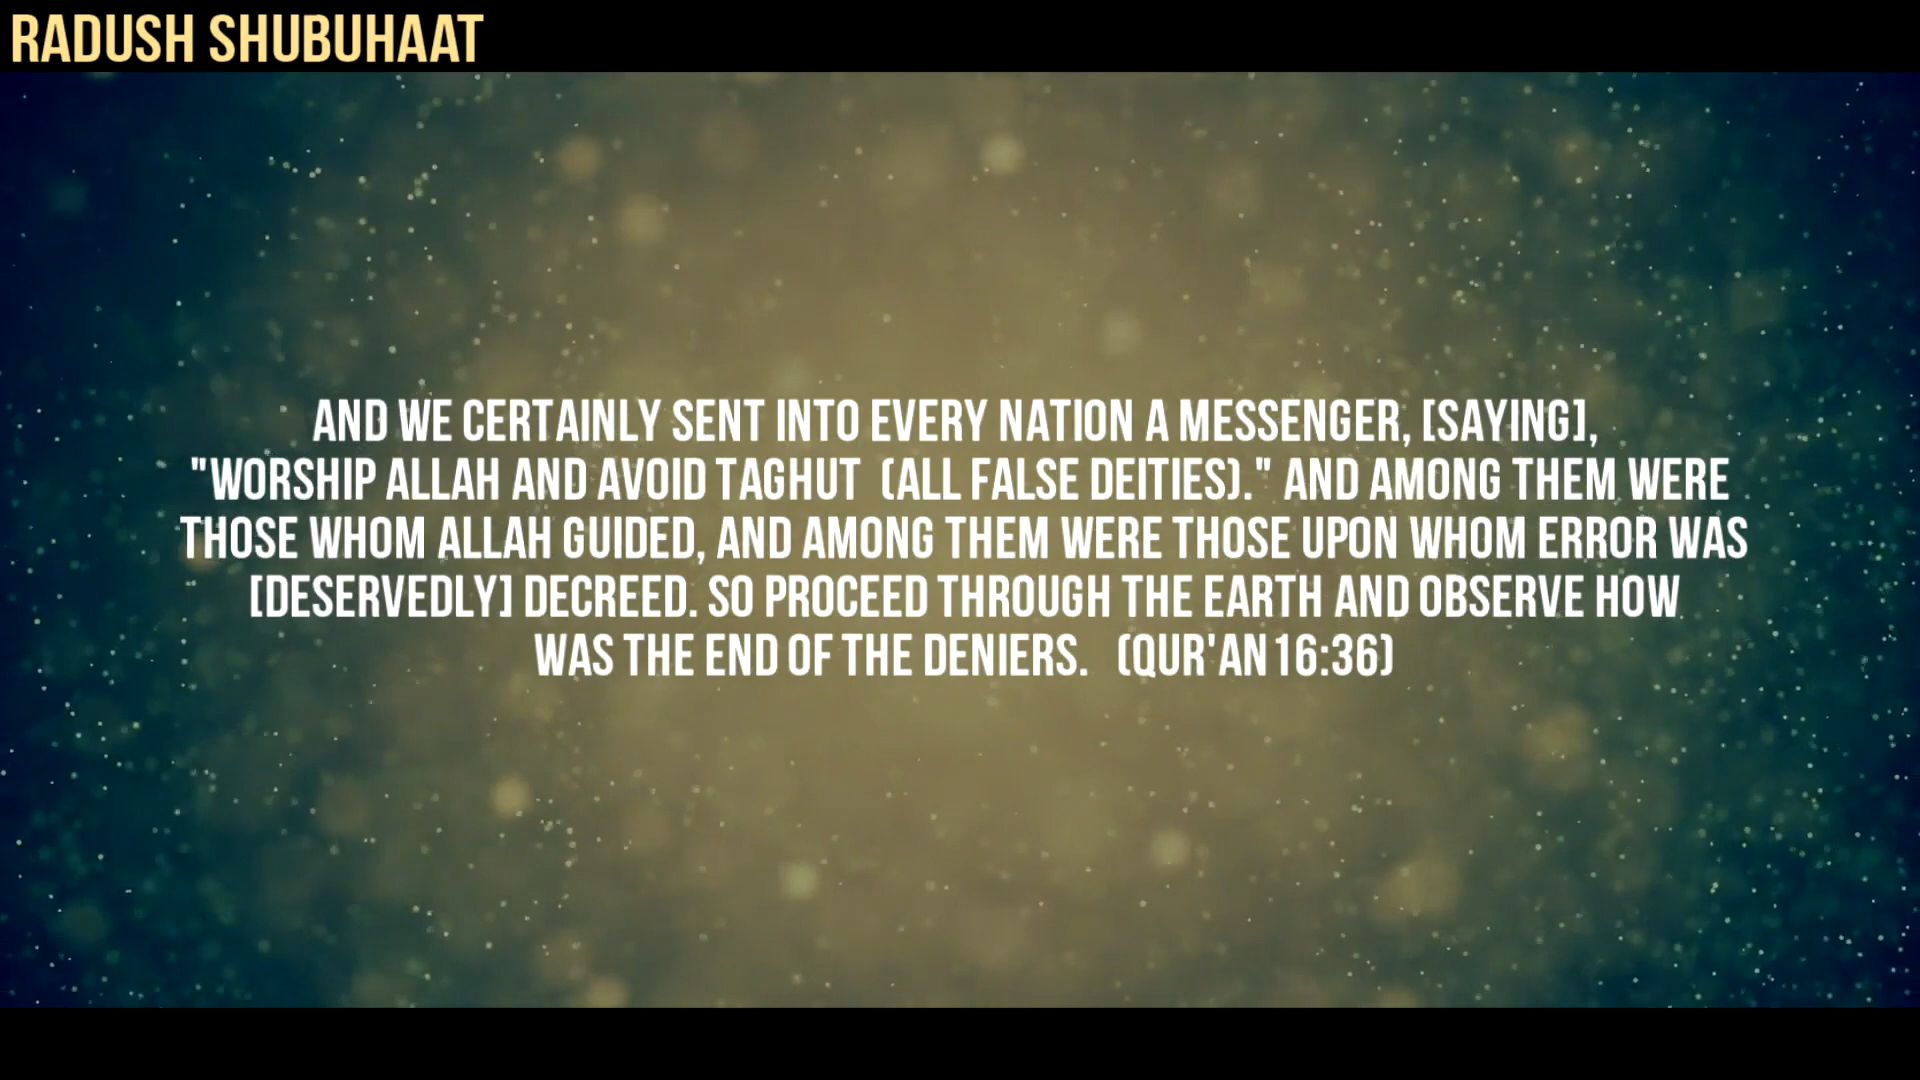 RADUSH SHUBUHAAT
AND WE CERTAINLY SENT INTO EVERY NATION A MESSENGER, [SAYING],
"WORSHIP ALLAH AND AVOID TAGHUT (ALL FALSE DEITIES)." AND AMONG THEM WERE
THOSE WHOM ALLAH GUIDED, AND AMONG THEM WERE THOSE UPON WHOM ERROR WAS
[DESERVEDLY] DECREED. SO PROCEED THROUGH THE EARTH AND OBSERVE HOW
WAS THE END OF THE DENIERS. (QUR'AN 16:36)